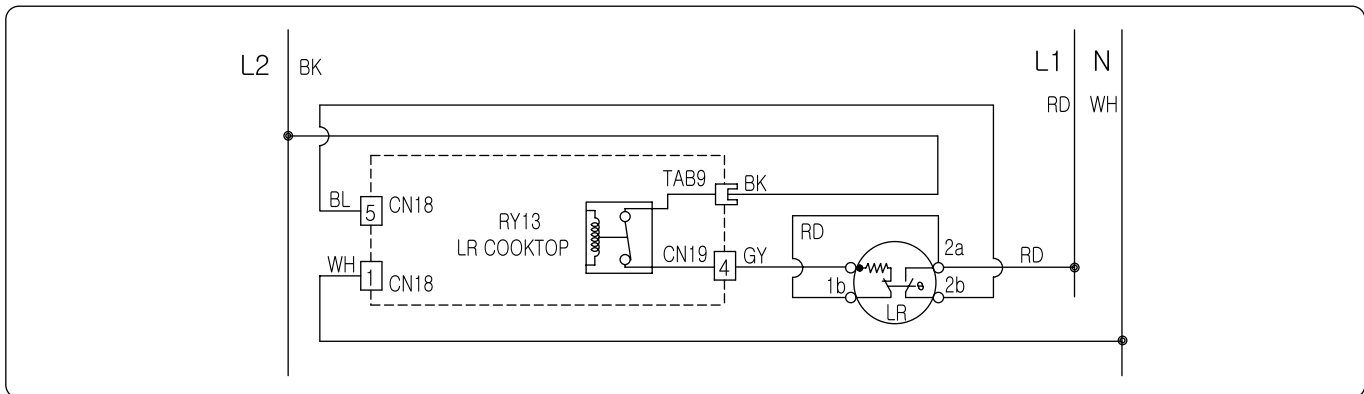 L2 BK
L1 N
RD WH
TAB9 BK
BL 5 CN18
RY13
LR COOKTOP
RD
2a
CN19 4 GY
RD
WH 1 CN18
1b
θ
2b
LR